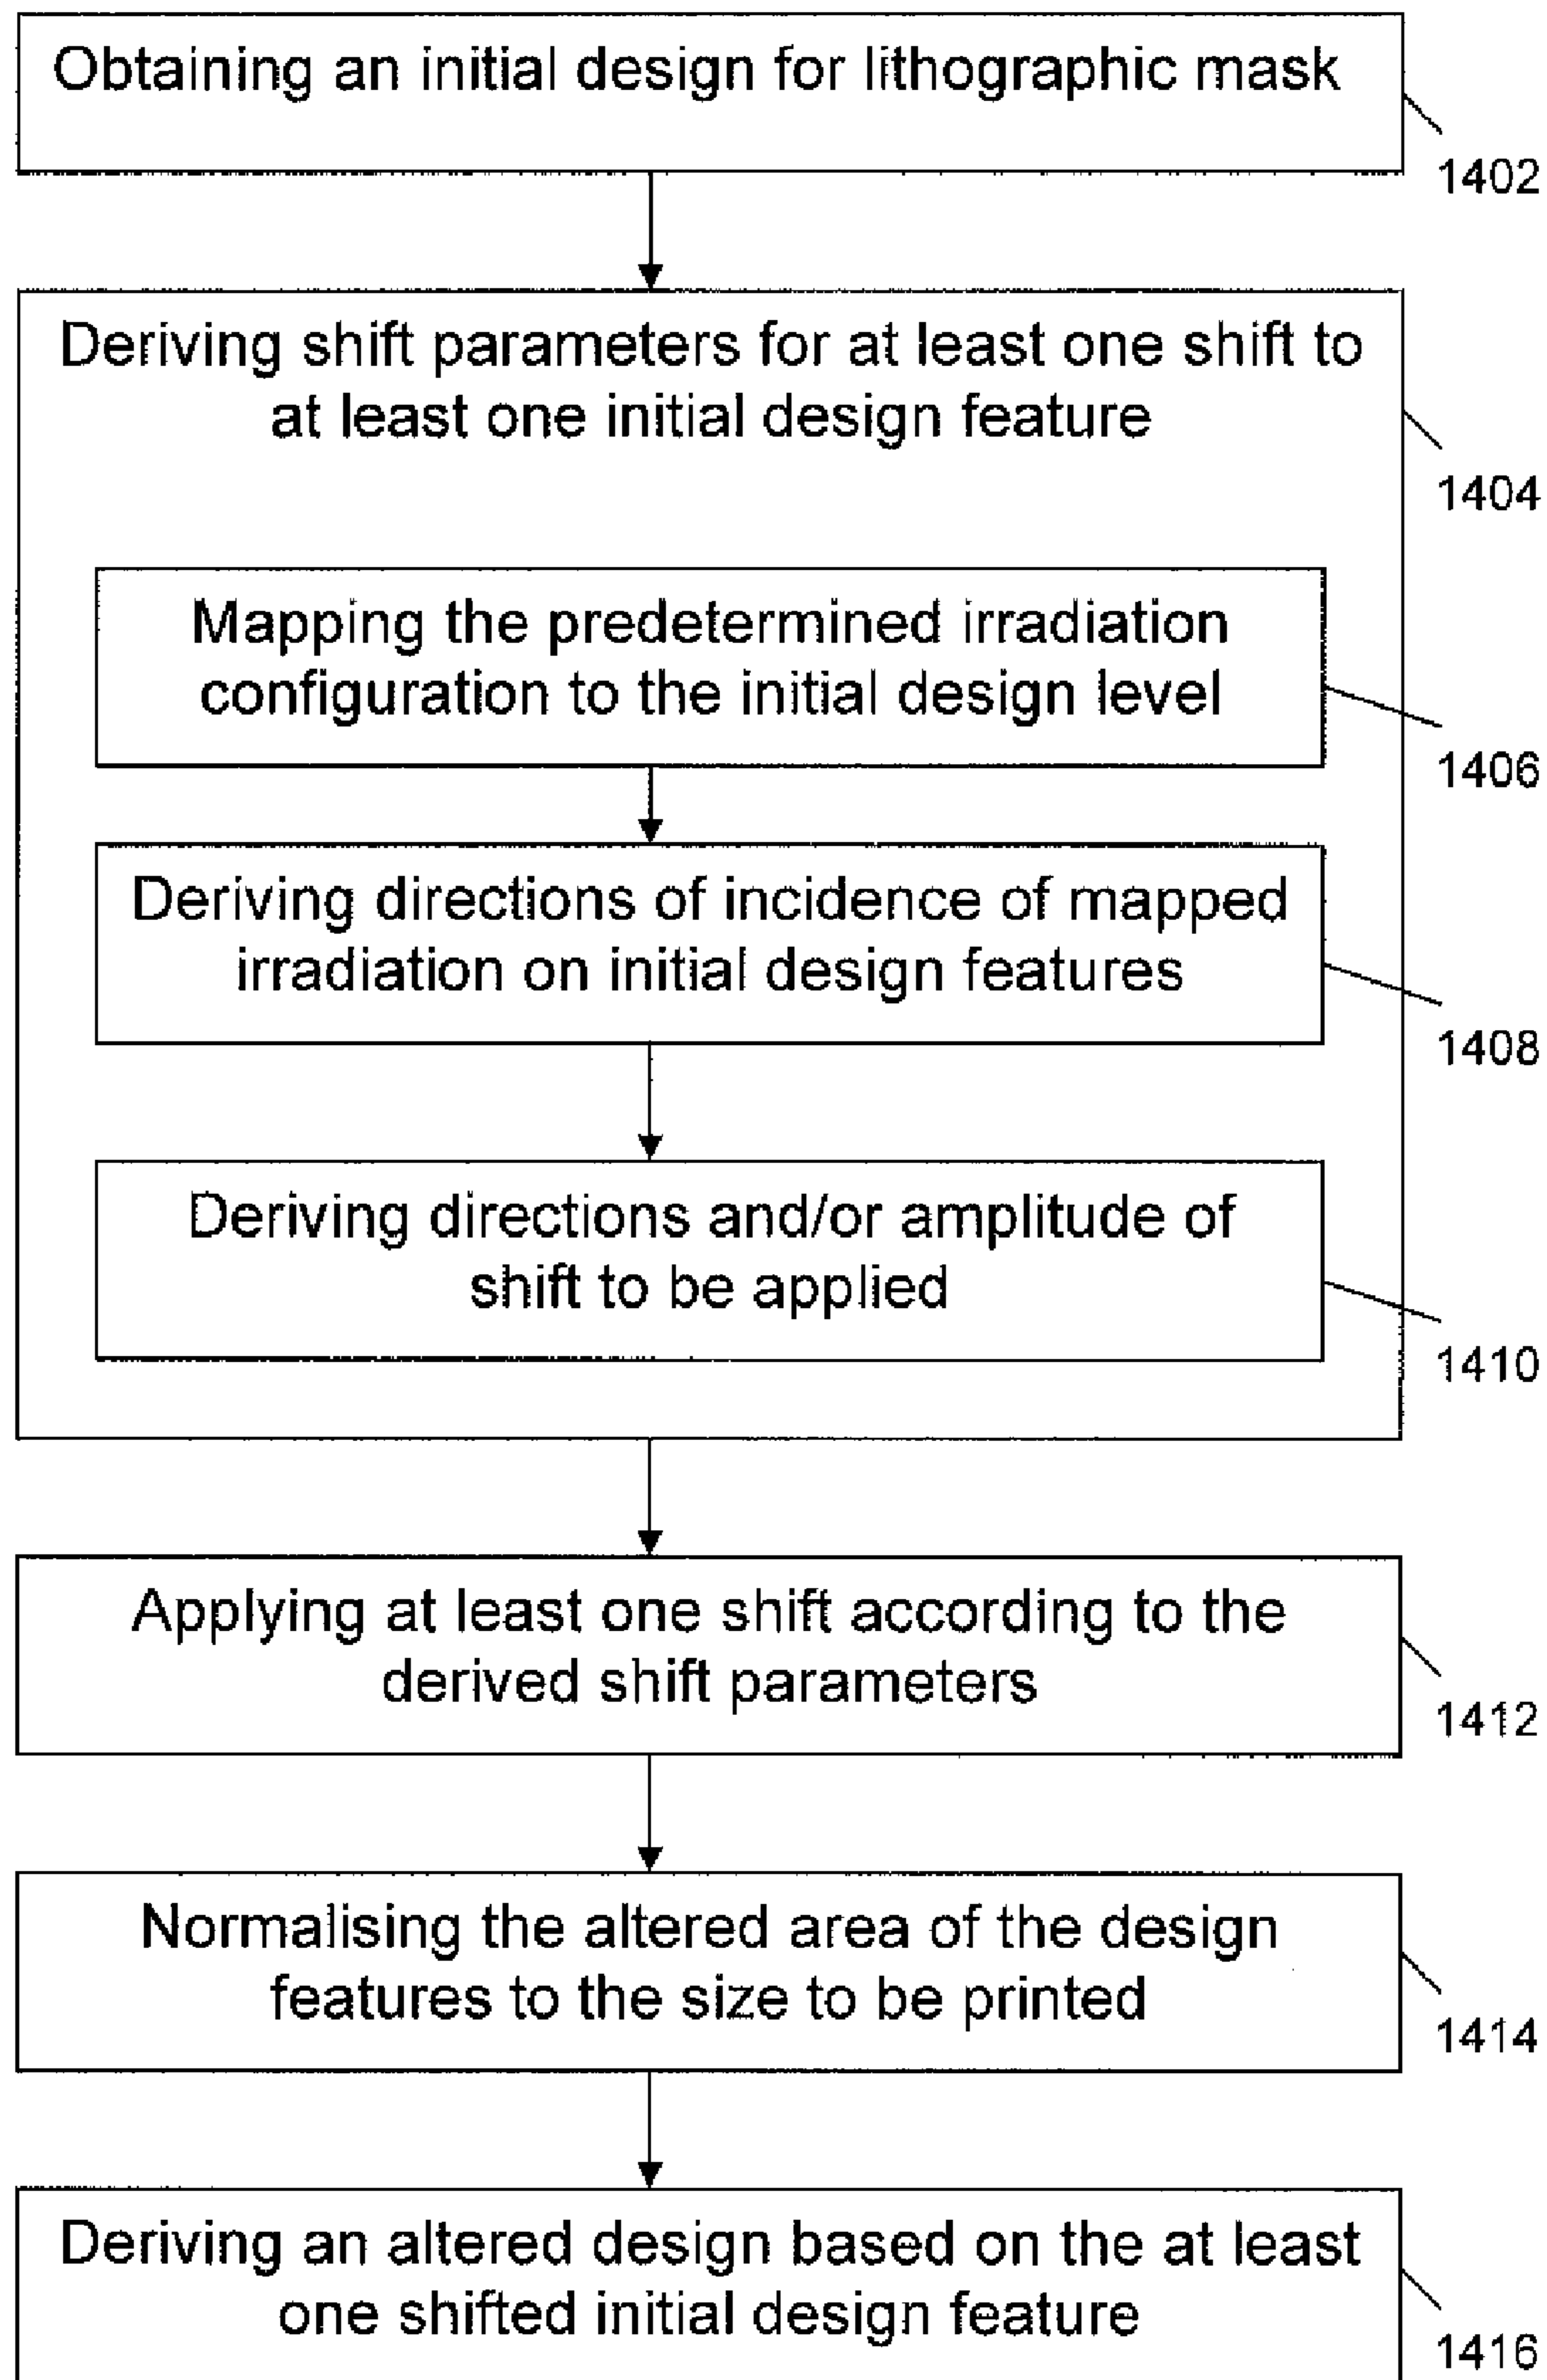 Obtaining an initial design for lithographic mask
1402
Deriving shift parameters for at least one shift to
at least one initial design feature
1404
Mapping the predetermined irradiation
configuration to the initial design level
1406
Deriving directions of incidence of mapped
irradiation on initial design features
1408
Deriving directions and/or amplitude of
shift to be applied
1410
Applying at least one shift according to the
derived shift parameters
1412
Normalising the altered area of the design
features to the size to be printed
1414
Deriving an altered design based on the at least
one shifted initial design feature
1416